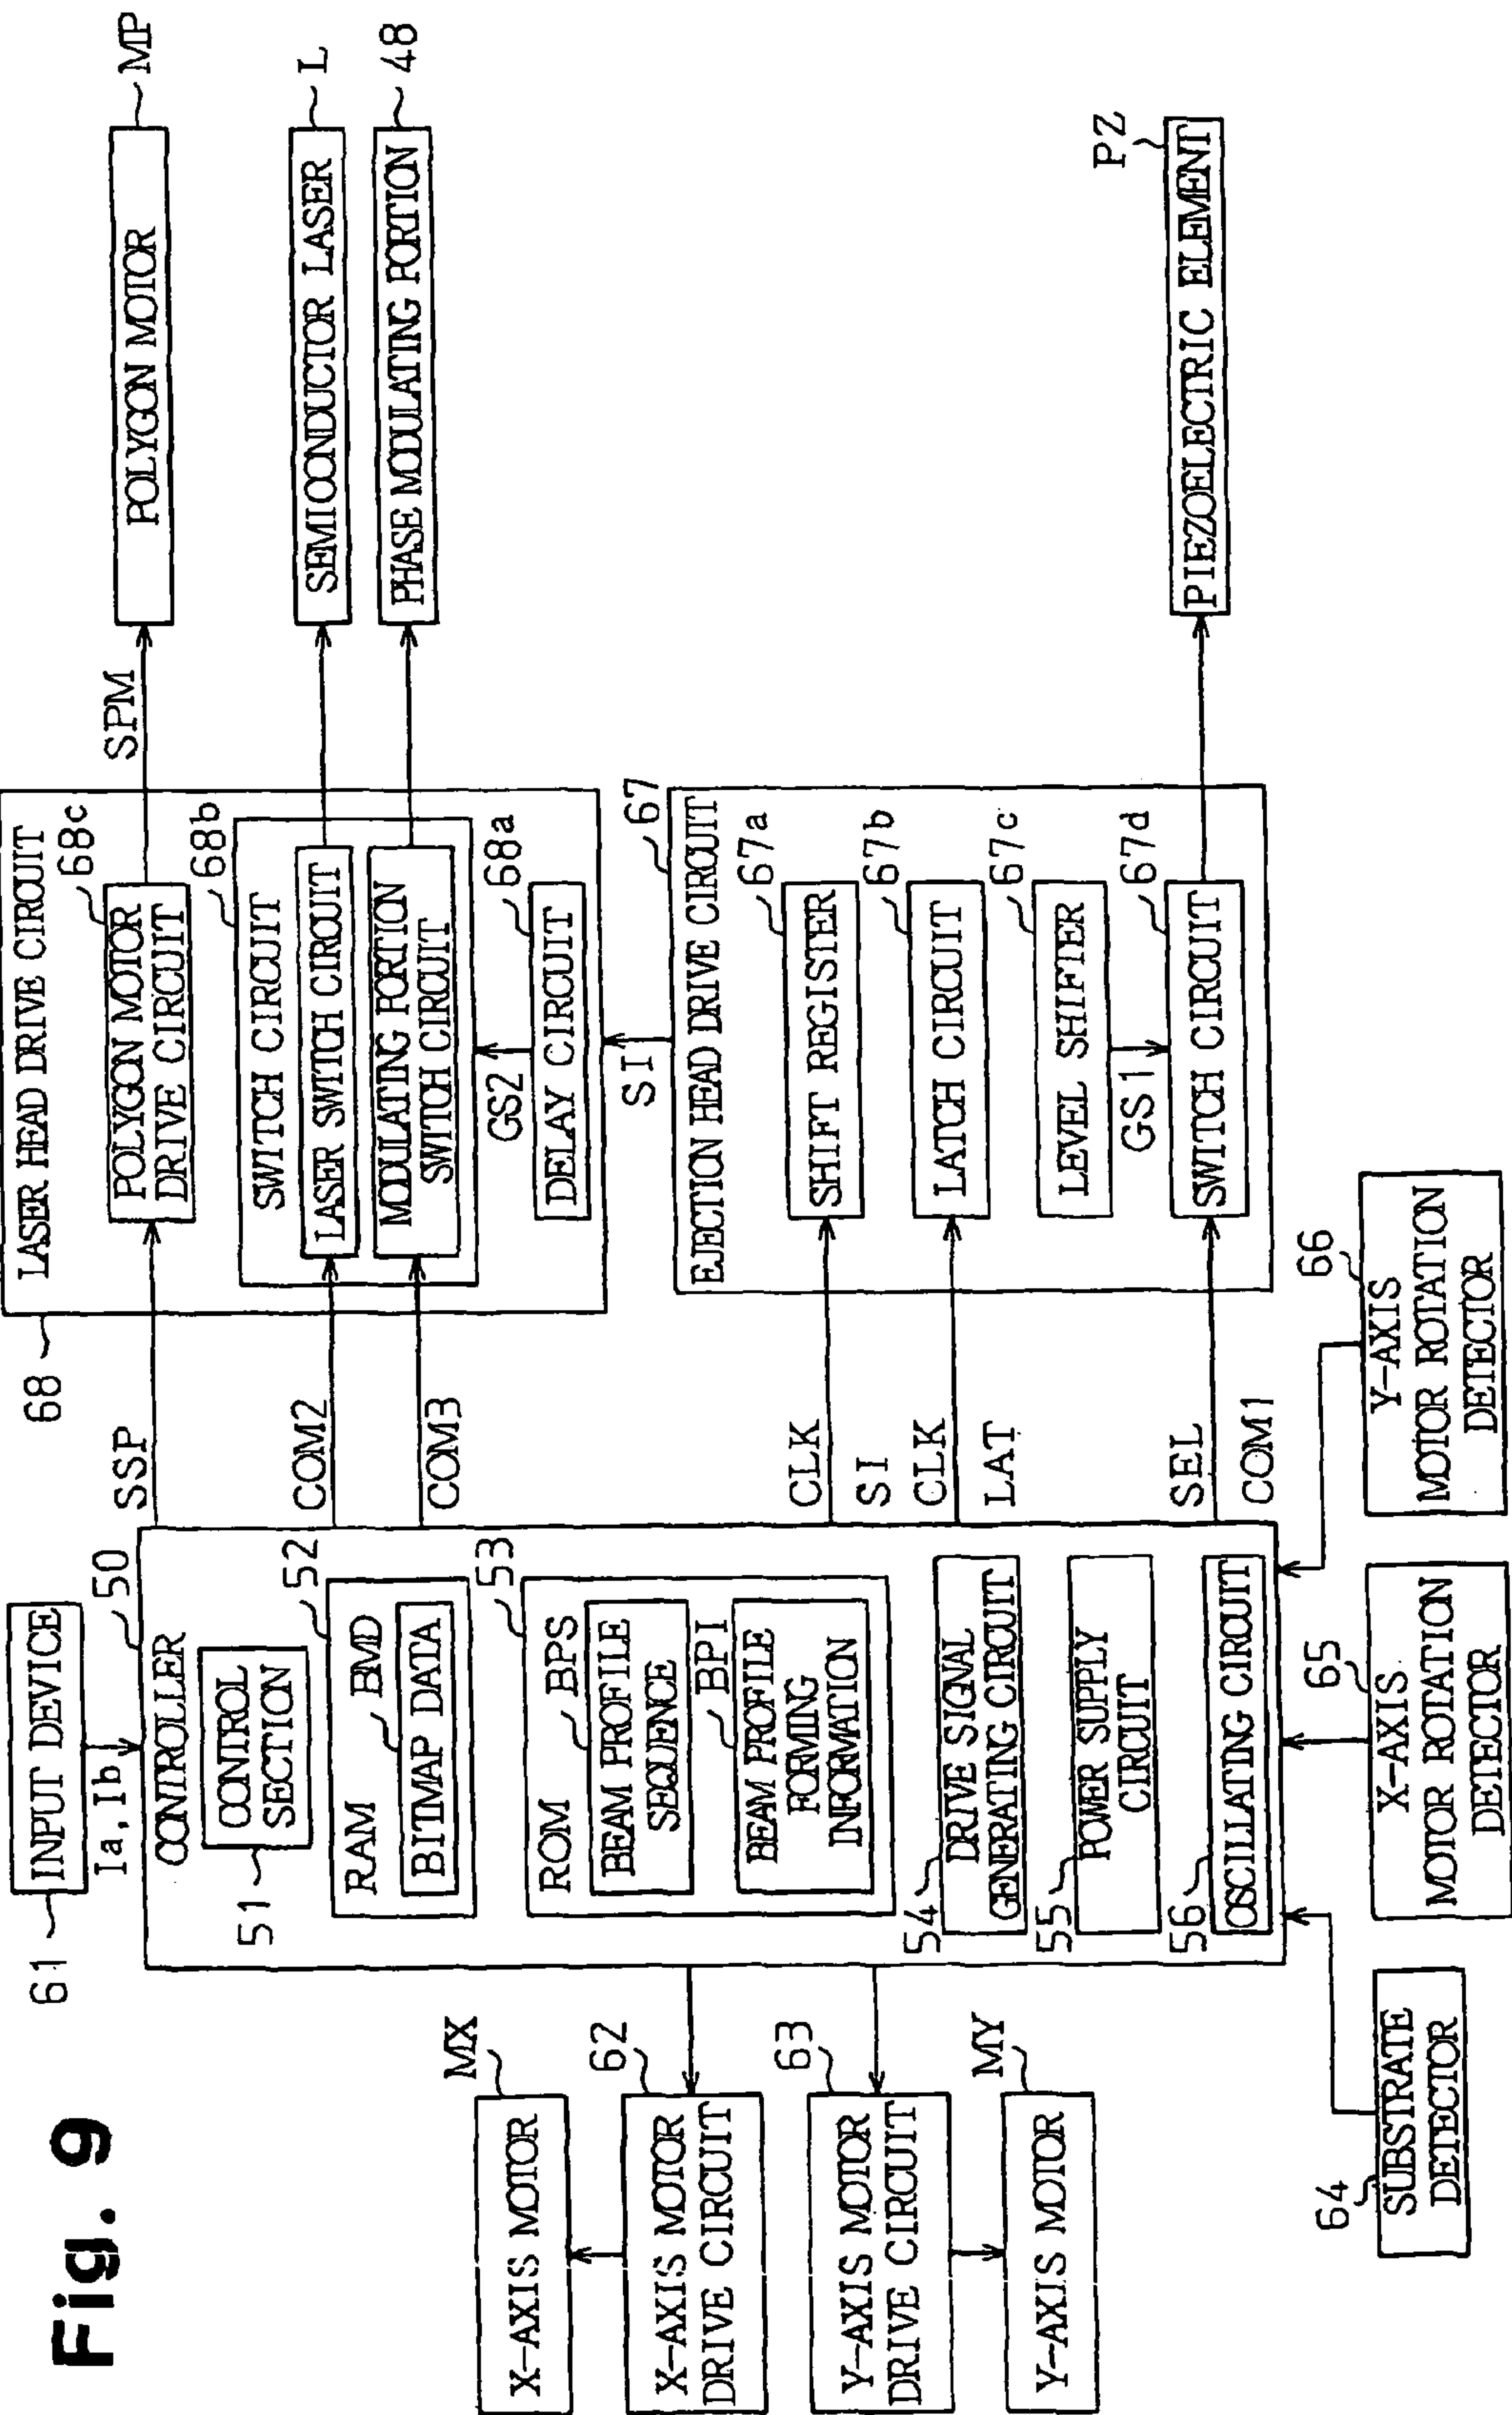 Fig. 9
61
INPUT DEVICE
Ia, Ib
50
CONTROLLER
CONTROL
SECTION
51
52
RAM
BMD
BITMAP DATA
53
ROM
BPS
BEAM PROFILE
SEQUENCE
BPI
BEAM PROFILE
FORMING
INFORMATION
54
DRIVE SIGNAL
GENERATING CIRCUIT
55
POWER SUPPLY
CIRCUIT
56
OSCILLATING CIRCUIT
MX
X-AXIS MOTOR
62
X-AXIS MOTOR
DRIVE CIRCUIT
63
Y-AXIS MOTOR
DRIVE CIRCUIT
MY
Y-AXIS MOTOR
64
SUBSTRATE
DETECTOR
65
X-AXIS
MOTOR ROTATION
DETECTOR
66
Y-AXIS
MOTOR ROTATION
DETECTOR
SSP
COM2
COM3
CLK
SI
CLK
LAT
SEL
COM1
68
LASER HEAD DRIVE CIRCUIT
68c
POLYGON MOTOR
DRIVE CIRCUIT
68b
SWITCH CIRCUIT
LASER SWITCH CIRCUIT
MODULATING PORTION
SWITCH CIRCUIT
GS2
68a
DELAY CIRCUIT
SI
67
EJECTION HEAD DRIVE CIRCUIT
67a
SHIFT REGISTER
67b
LATCH CIRCUIT
67c
LEVEL SHIFTER
GS1
67d
SWITCH CIRCUIT
SPM
MP
POLYGON MOTOR
L
SEMICONDUCTOR LASER
48
PHASE MODULATING PORTION
PZ
PIEZOELECTRIC ELEMENT